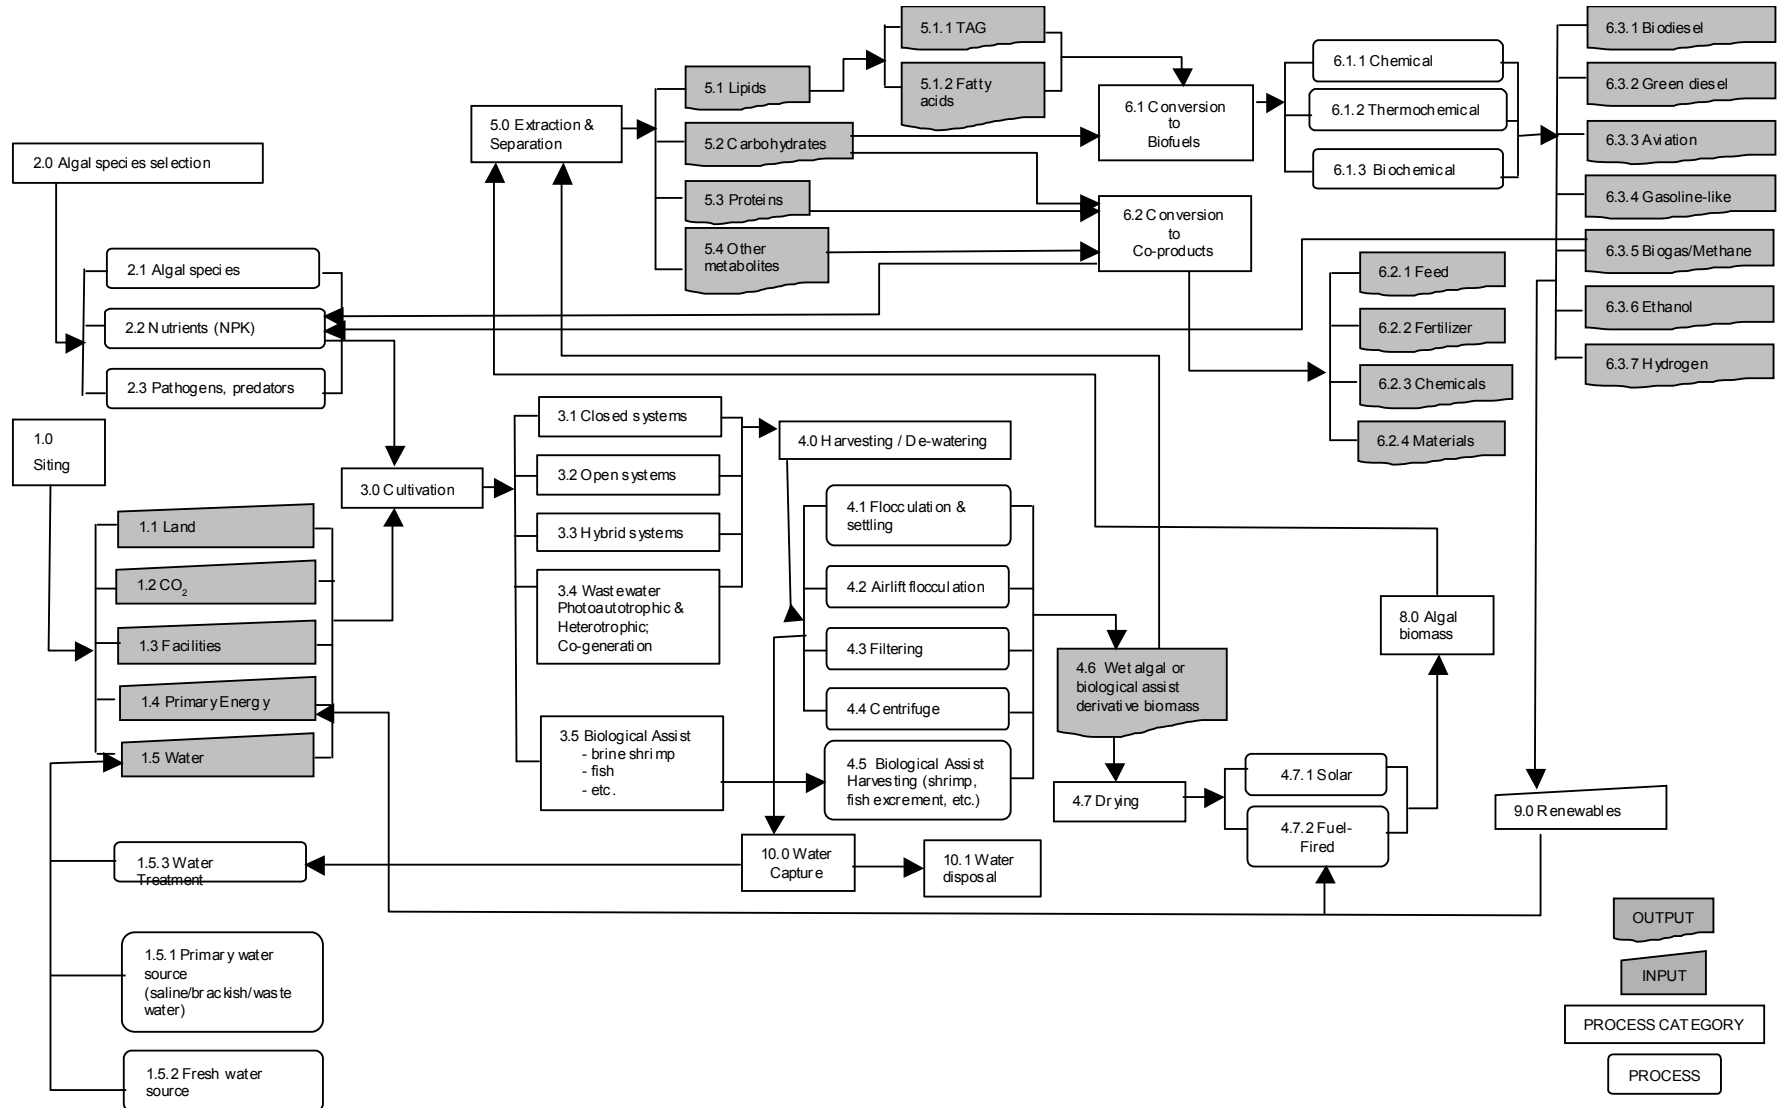 2.0 Algal species selection
2.1 Algal species
2.2 Nutrients (NPK)
2.3 Pathogens, predators
1.0
Siting
1.1 Land
1.2 CO2
1.3 Facilities
1.4 Primary Energy
1.5 Water
1.5.3 Water
Treatment
1.5.1 Primary water
source
(saline/brackish/waste
water)
1.5.2 Fresh water
source
3.0 Cultivation
3.1 Closed systems
3.2 Open systems
3.3 Hybrid systems
3.4 Wastewater
Photoautotrophic &
Heterotrophic;
Co-generation
3.5 Biological Assist
- brine shrimp
- fish
- etc.
4.0 Harvesting / De-watering
4.1 Flocculation &
settling
4.2 Airlift flocculation
4.3 Filtering
4.4 Centrifuge
4.5 Biological Assist
Harvesting (shrimp,
fish excrement, etc.)
10.0 Water
Capture
10.1 Water
disposal
4.6 Wet algal or
biological assist
derivative biomass
4.7 Drying
4.7.1 Solar
4.7.2 Fuel-
Fired
8.0 Algal
biomass
9.0 Renewables
5.0 Extraction &
Separation
5.1 Lipids
5.2 Carbohydrates
5.3 Proteins
5.4 Other
metabolites
5.1.1 TAG
5.1.2 Fatty
acids
6.1 Conversion
to
Biofuels
6.2 Conversion
to
Co-products
6.1.1 Chemical
6.1.2 Thermochemical
6.1.3 Biochemical
6.2.1 Feed
6.2.2 Fertilizer
6.2.3 Chemicals
6.2.4 Materials
6.3.1 Biodiesel
6.3.2 Green diesel
6.3.3 Aviation
6.3.4 Gasoline-like
6.3.5 Biogas/Methane
6.3.6 Ethanol
6.3.7 Hydrogen
OUTPUT
INPUT
PROCESS CATEGORY
PROCESS